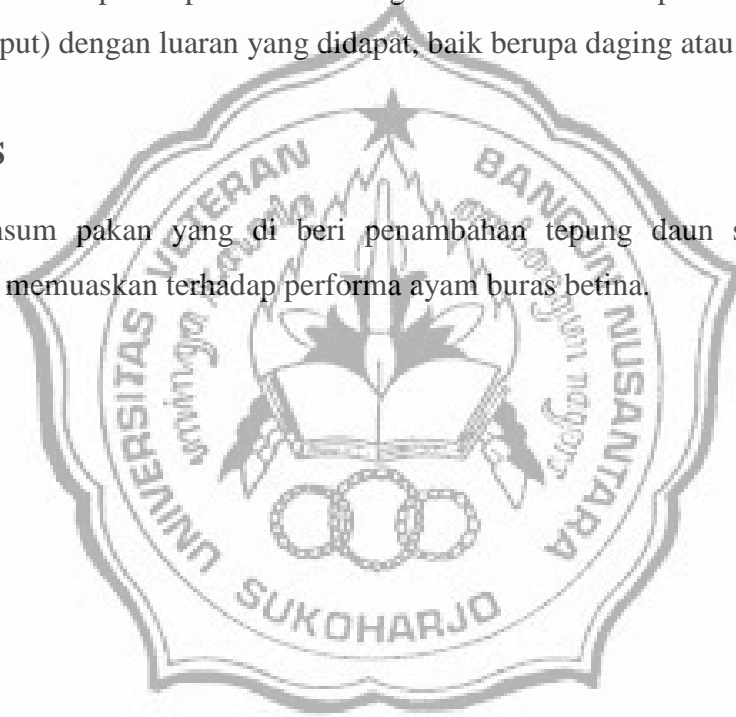 put) dengan luaran yang didapat, baik berupa daging atau
S
sum pakan yang di beri penambahan tepung daun s
memuaskan terhadap performa ayam buras betina.
UNIVERSITAS VETERAN BANGUN NUSANTARA
SUKOHARJO